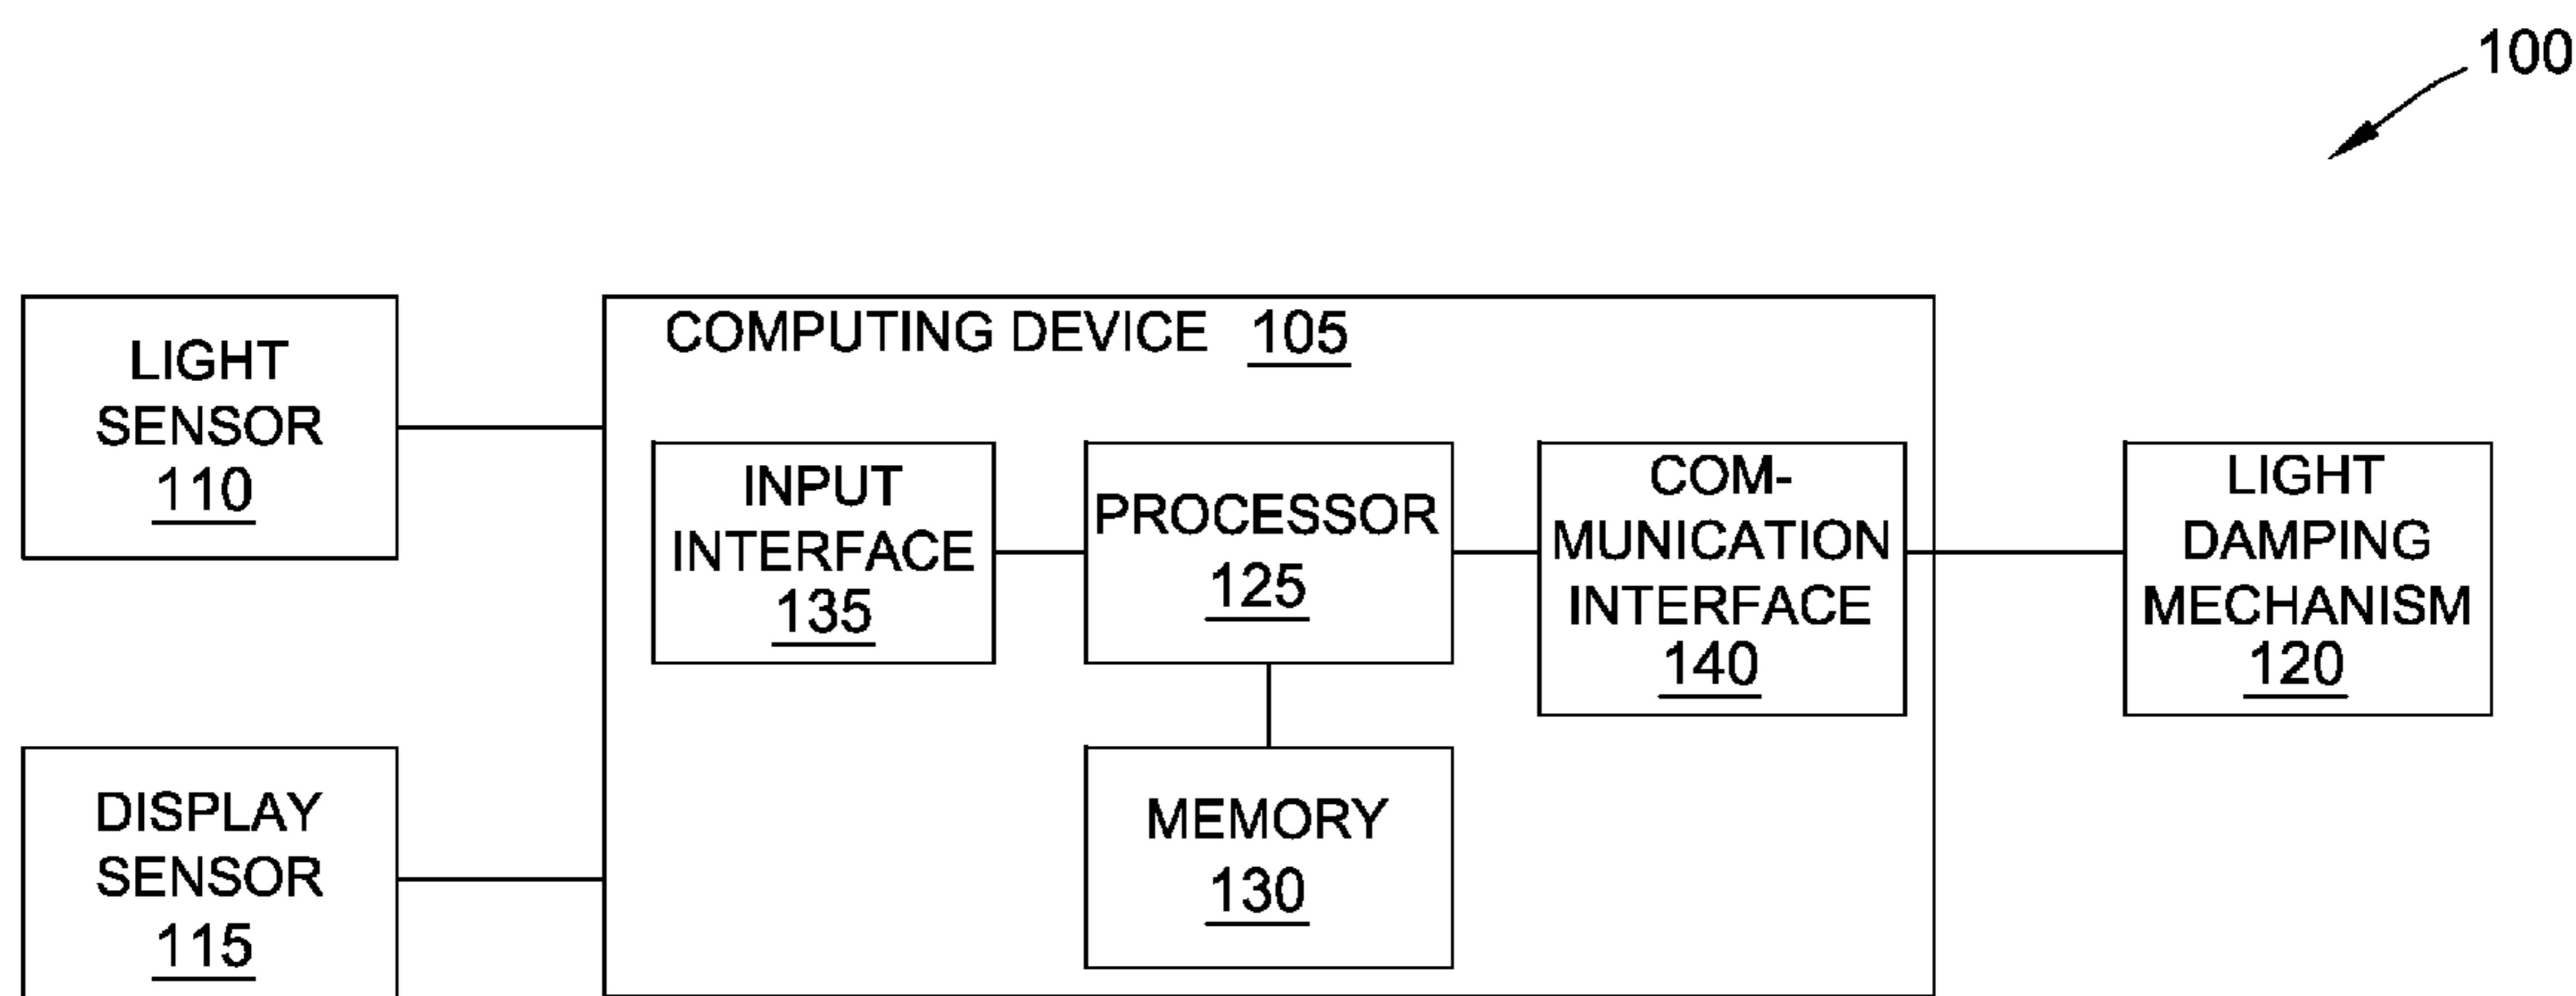 100
COMPUTING DEVICE 105
LIGHT
SENSOR
110
DISPLAY
SENSOR
115
INPUT
INTERFACE
135
PROCESSOR
125
MEMORY
130
COM-
MUNICATION
INTERFACE
140
LIGHT
DAMPING
MECHANISM
120